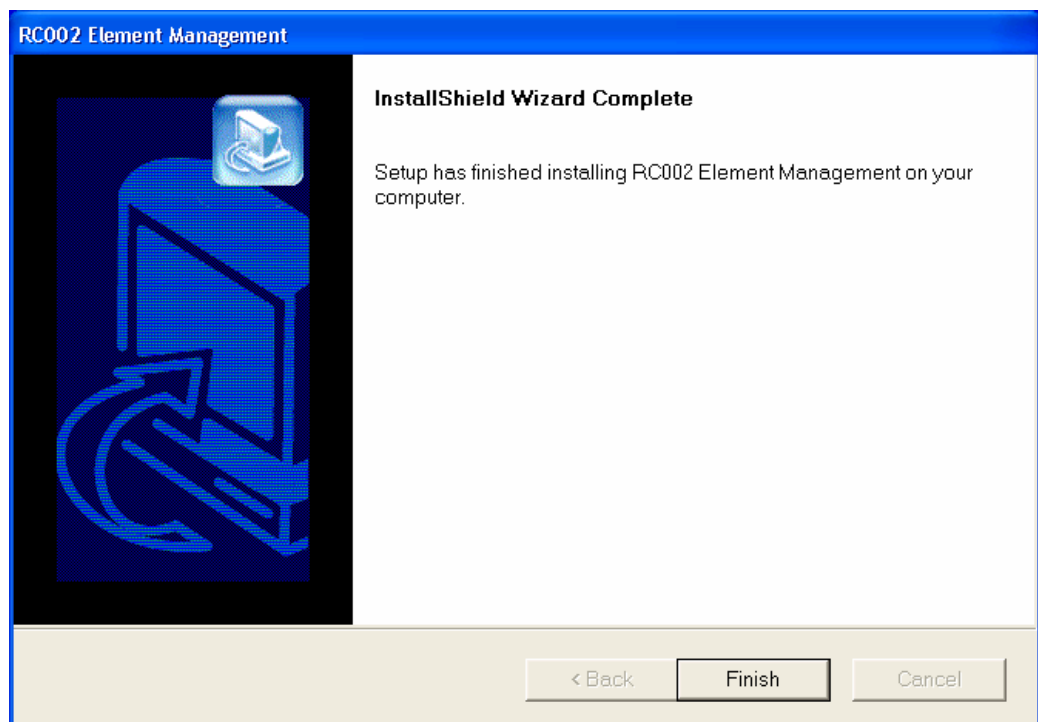 RC002 Element Management
InstallShield Wizard Complete
Setup has finished installing RC002 Element Management on your
computer.
< Back
Finish
Cancel